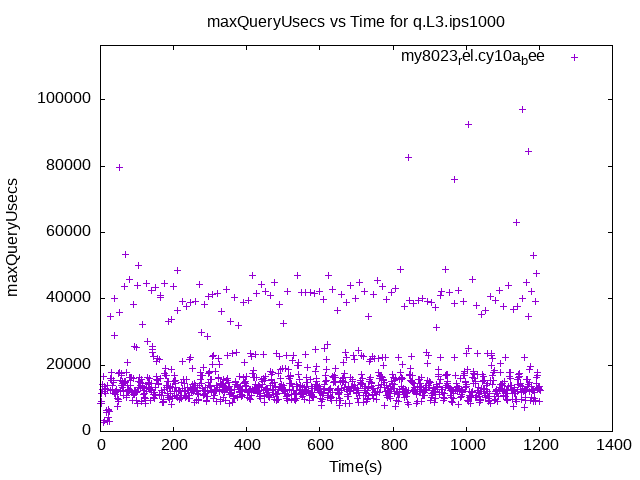 maxQueryUsecs vs Time for q.L3.ips1000
my8023rel.cy10abee
100000
80000
60000
40000
20000
0
maxQueryUsecs
0 200 400 600 800 1000 1200 1400
Time(s)